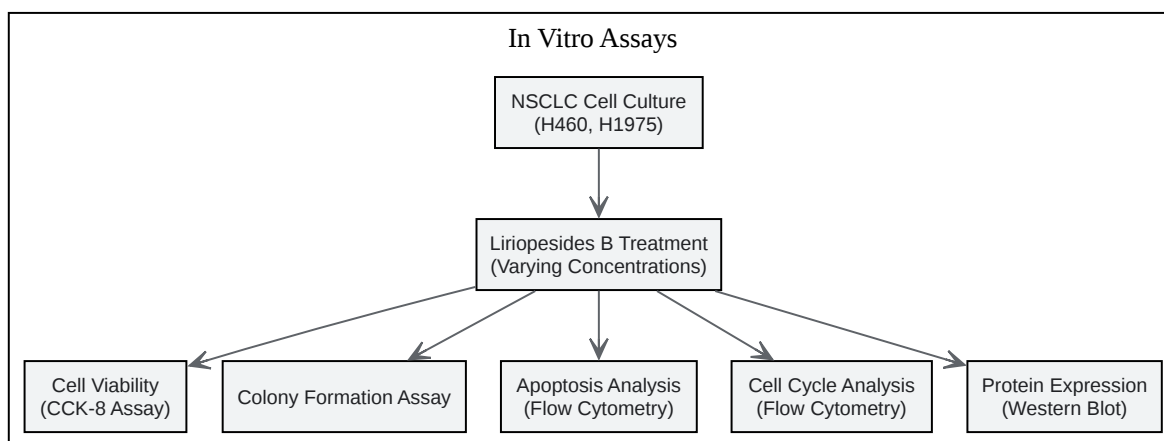 In Vitro Assays
NSCLC Cell Culture
(H460, H1975)
Liriopesides B Treatment
(Varying Concentrations)
Cell Viability
(CCK-8 Assay)
Colony Formation Assay
Apoptosis Analysis
(Flow Cytometry)
Cell Cycle Analysis
(Flow Cytometry)
Protein Expression
(Western Blot)